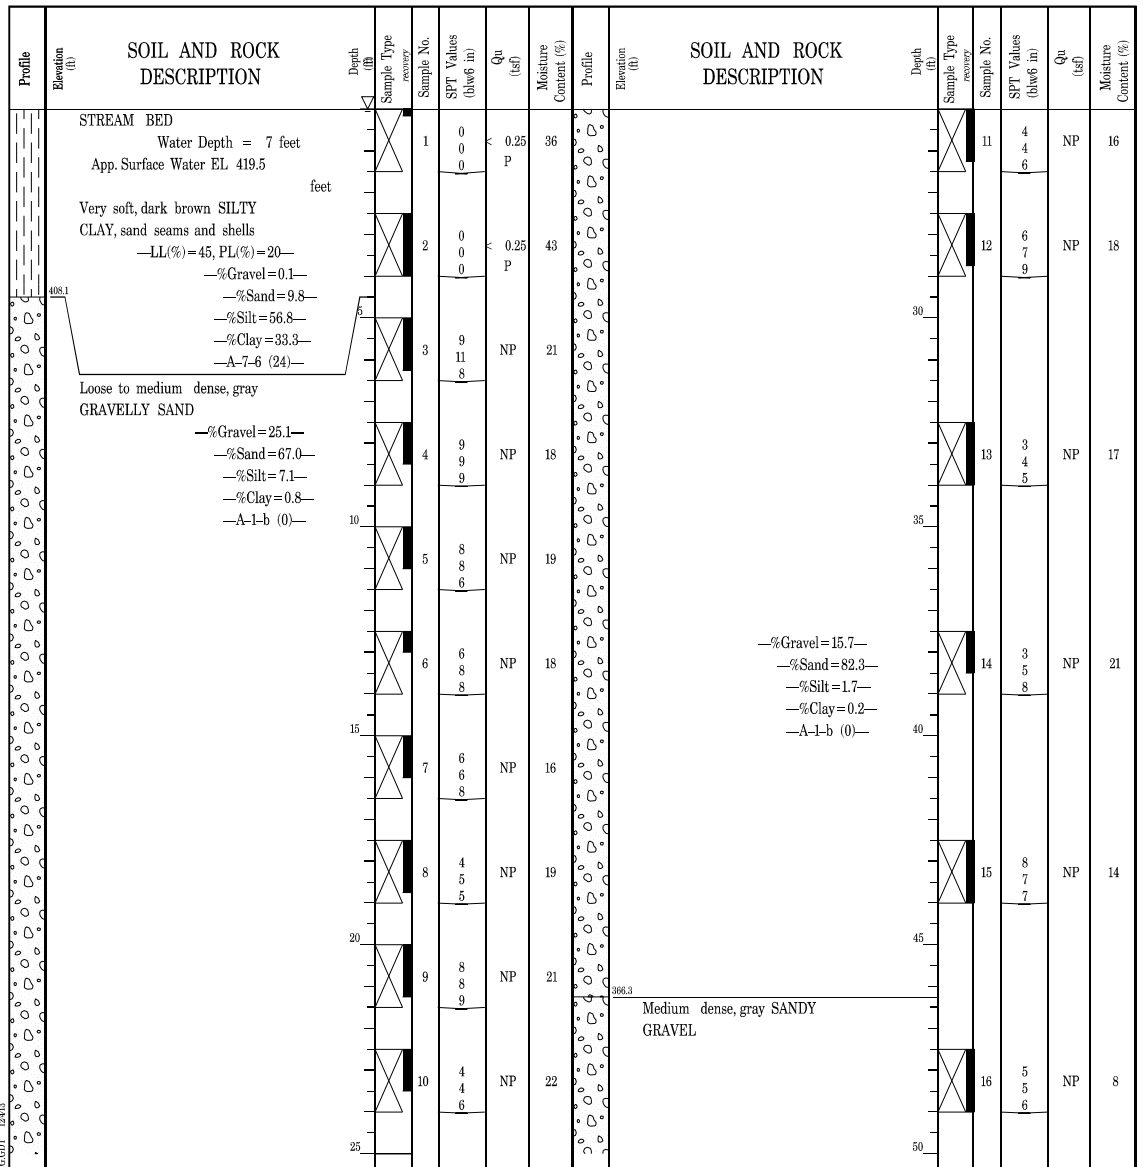 Profile
Elevation
(ft)
SOIL AND ROCK
DESCRIPTION
Depth
(ft)
Sample Type
recovery
Sample No.
SPT Values
(blw6 in)
Qu
(tsf)
Moisture
Content (%)
Profile
Elevation
(ft)
SOIL AND ROCK
DESCRIPTION
Depth
(ft)
Sample Type
recovery
Sample No.
SPT Values
(blw6 in)
Qu
(tsf)
Moisture
Content (%)
STREAM BED
Water Depth = 7 feet
App. Surface Water EL 419.5
feet
Very soft, dark brown SILTY
CLAY, sand seams and shells
—LL(%)=45, PL(%)=20—
—%Gravel=0.1—
—%Sand=9.8—
—%Silt=56.8—
—%Clay=33.3—
—A-7-6 (24)—
408.1
Loose to medium dense, gray
GRAVELLY SAND
—%Gravel=25.1—
—%Sand=67.0—
—%Silt=7.1—
—%Clay=0.8—
—A-1-b (0)—
5
10
15
20
25
1
0
0
0
< 0.25
P
36
2
0
0
0
< 0.25
P
43
3
9
11
8
NP
21
4
9
9
9
NP
18
5
8
8
6
NP
19
6
6
8
8
NP
18
7
6
6
8
NP
16
8
4
5
5
NP
19
9
8
8
9
NP
21
10
4
4
6
NP
22
—%Gravel=15.7—
—%Sand=82.3—
—%Silt=1.7—
—%Clay=0.2—
—A-1-b (0)—
366.3
Medium dense, gray SANDY
GRAVEL
30
35
40
45
50
11
4
4
6
NP
16
12
6
7
9
NP
18
13
3
4
5
NP
17
14
3
5
8
NP
21
15
8
7
7
NP
14
16
5
5
6
NP
8